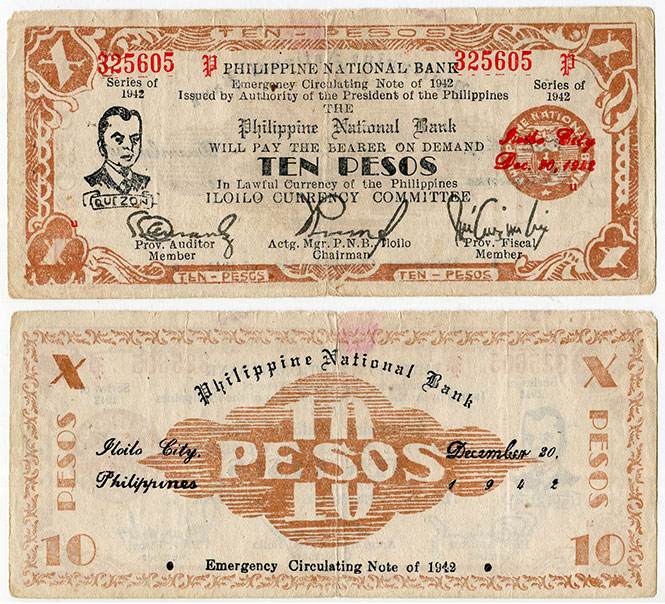 TEN - PESOS
325605 P
325605 P
PHILIPPINE NATIONAL BANK
Series of
1942
Emergency Circulating Note of 1942
Series of
1942
Issued by Authority of the President of the Philippines
THE
Philippine National Bank
WILL PAY THE BEARER ON DEMAND
TEN PESOS
Iloilo City
In Lawful Currency of the Philippines
ILOILO CURRENCY COMMITTEE
QUEZON
Prov. Auditor
Member
Actg. Mgr. P.N.B., Iloilo
Chairman
Prov. Fiscal
Member
TEN - PESOS
TEN - PESOS
X
X
Philippine National Bank
PESOS
PESOS
10
PESOS
10
Iloilo City,
Philippines
December 30,
1942
10
10
Emergency Circulating Note of 1942